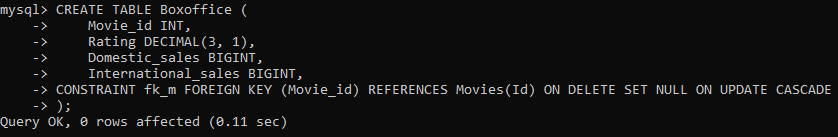 mysql> CREATE TABLE Boxoffice (
    ->     Movie_id INT,
    ->     Rating DECIMAL(3, 1),
    ->     Domestic_sales BIGINT,
    ->     International_sales BIGINT,
    -> CONSTRAINT fk_m FOREIGN KEY (Movie_id) REFERENCES Movies(Id) ON DELETE SET NULL ON UPDATE CASCADE
    -> );
Query OK, 0 rows affected (0.11 sec)